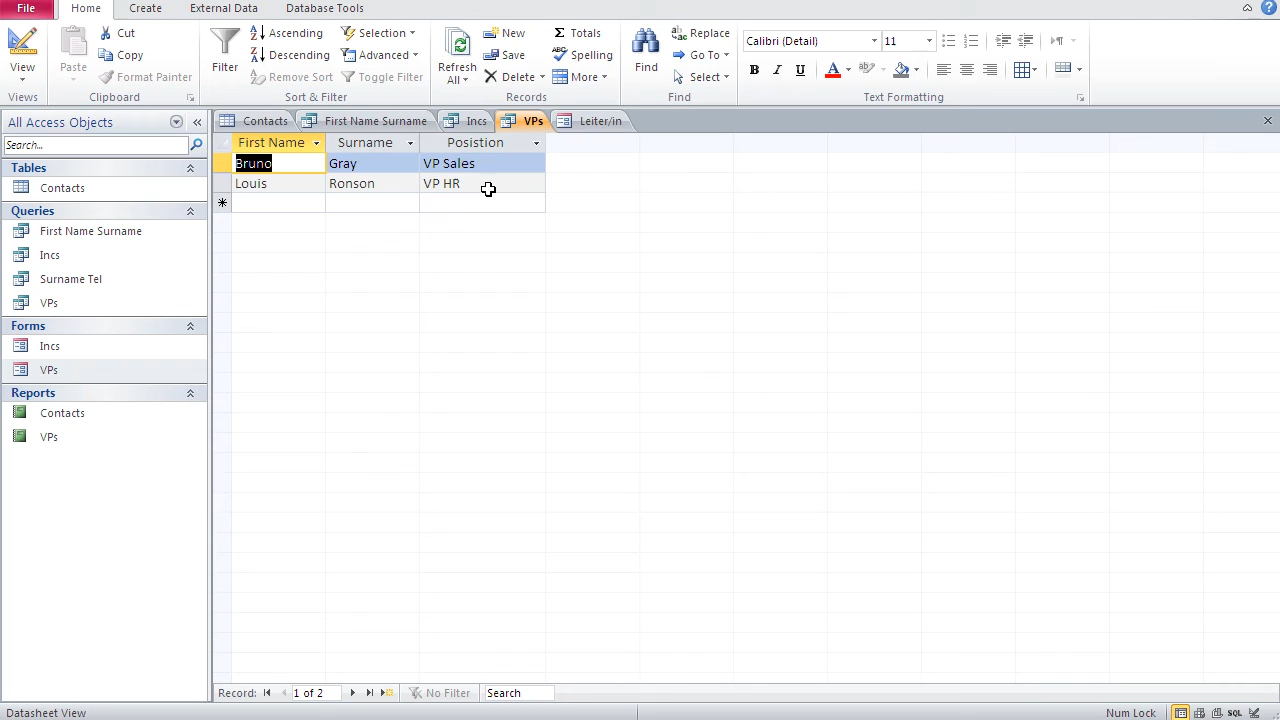 File Home Create External Data Database Tools
View
Views
Paste
Cut
Copy
Format Painter
Clipboard
Filter
Ascending
Descending
Remove Sort
Selection
Advanced
Toggle Filter
Sort & Filter
Refresh
All
New
Save
Delete
Totals
Spelling
More
Records
Find
Replace
Go To
Select
Find
Calibri (Detail) 11
B I U A
Text Formatting
All Access Objects
Search...
Tables
Contacts
Queries
First Name Surname
Incs
Surname Tel
VPs
Forms
Incs
VPs
Reports
Contacts
VPs
Contacts First Name Surname Incs VPs Leiter/in
First Name Surname Posistion
Bruno Gray VP Sales
Louis Ronson VP HR
Record: 1 of 2 No Filter Search
Datasheet View Num Lock SQL